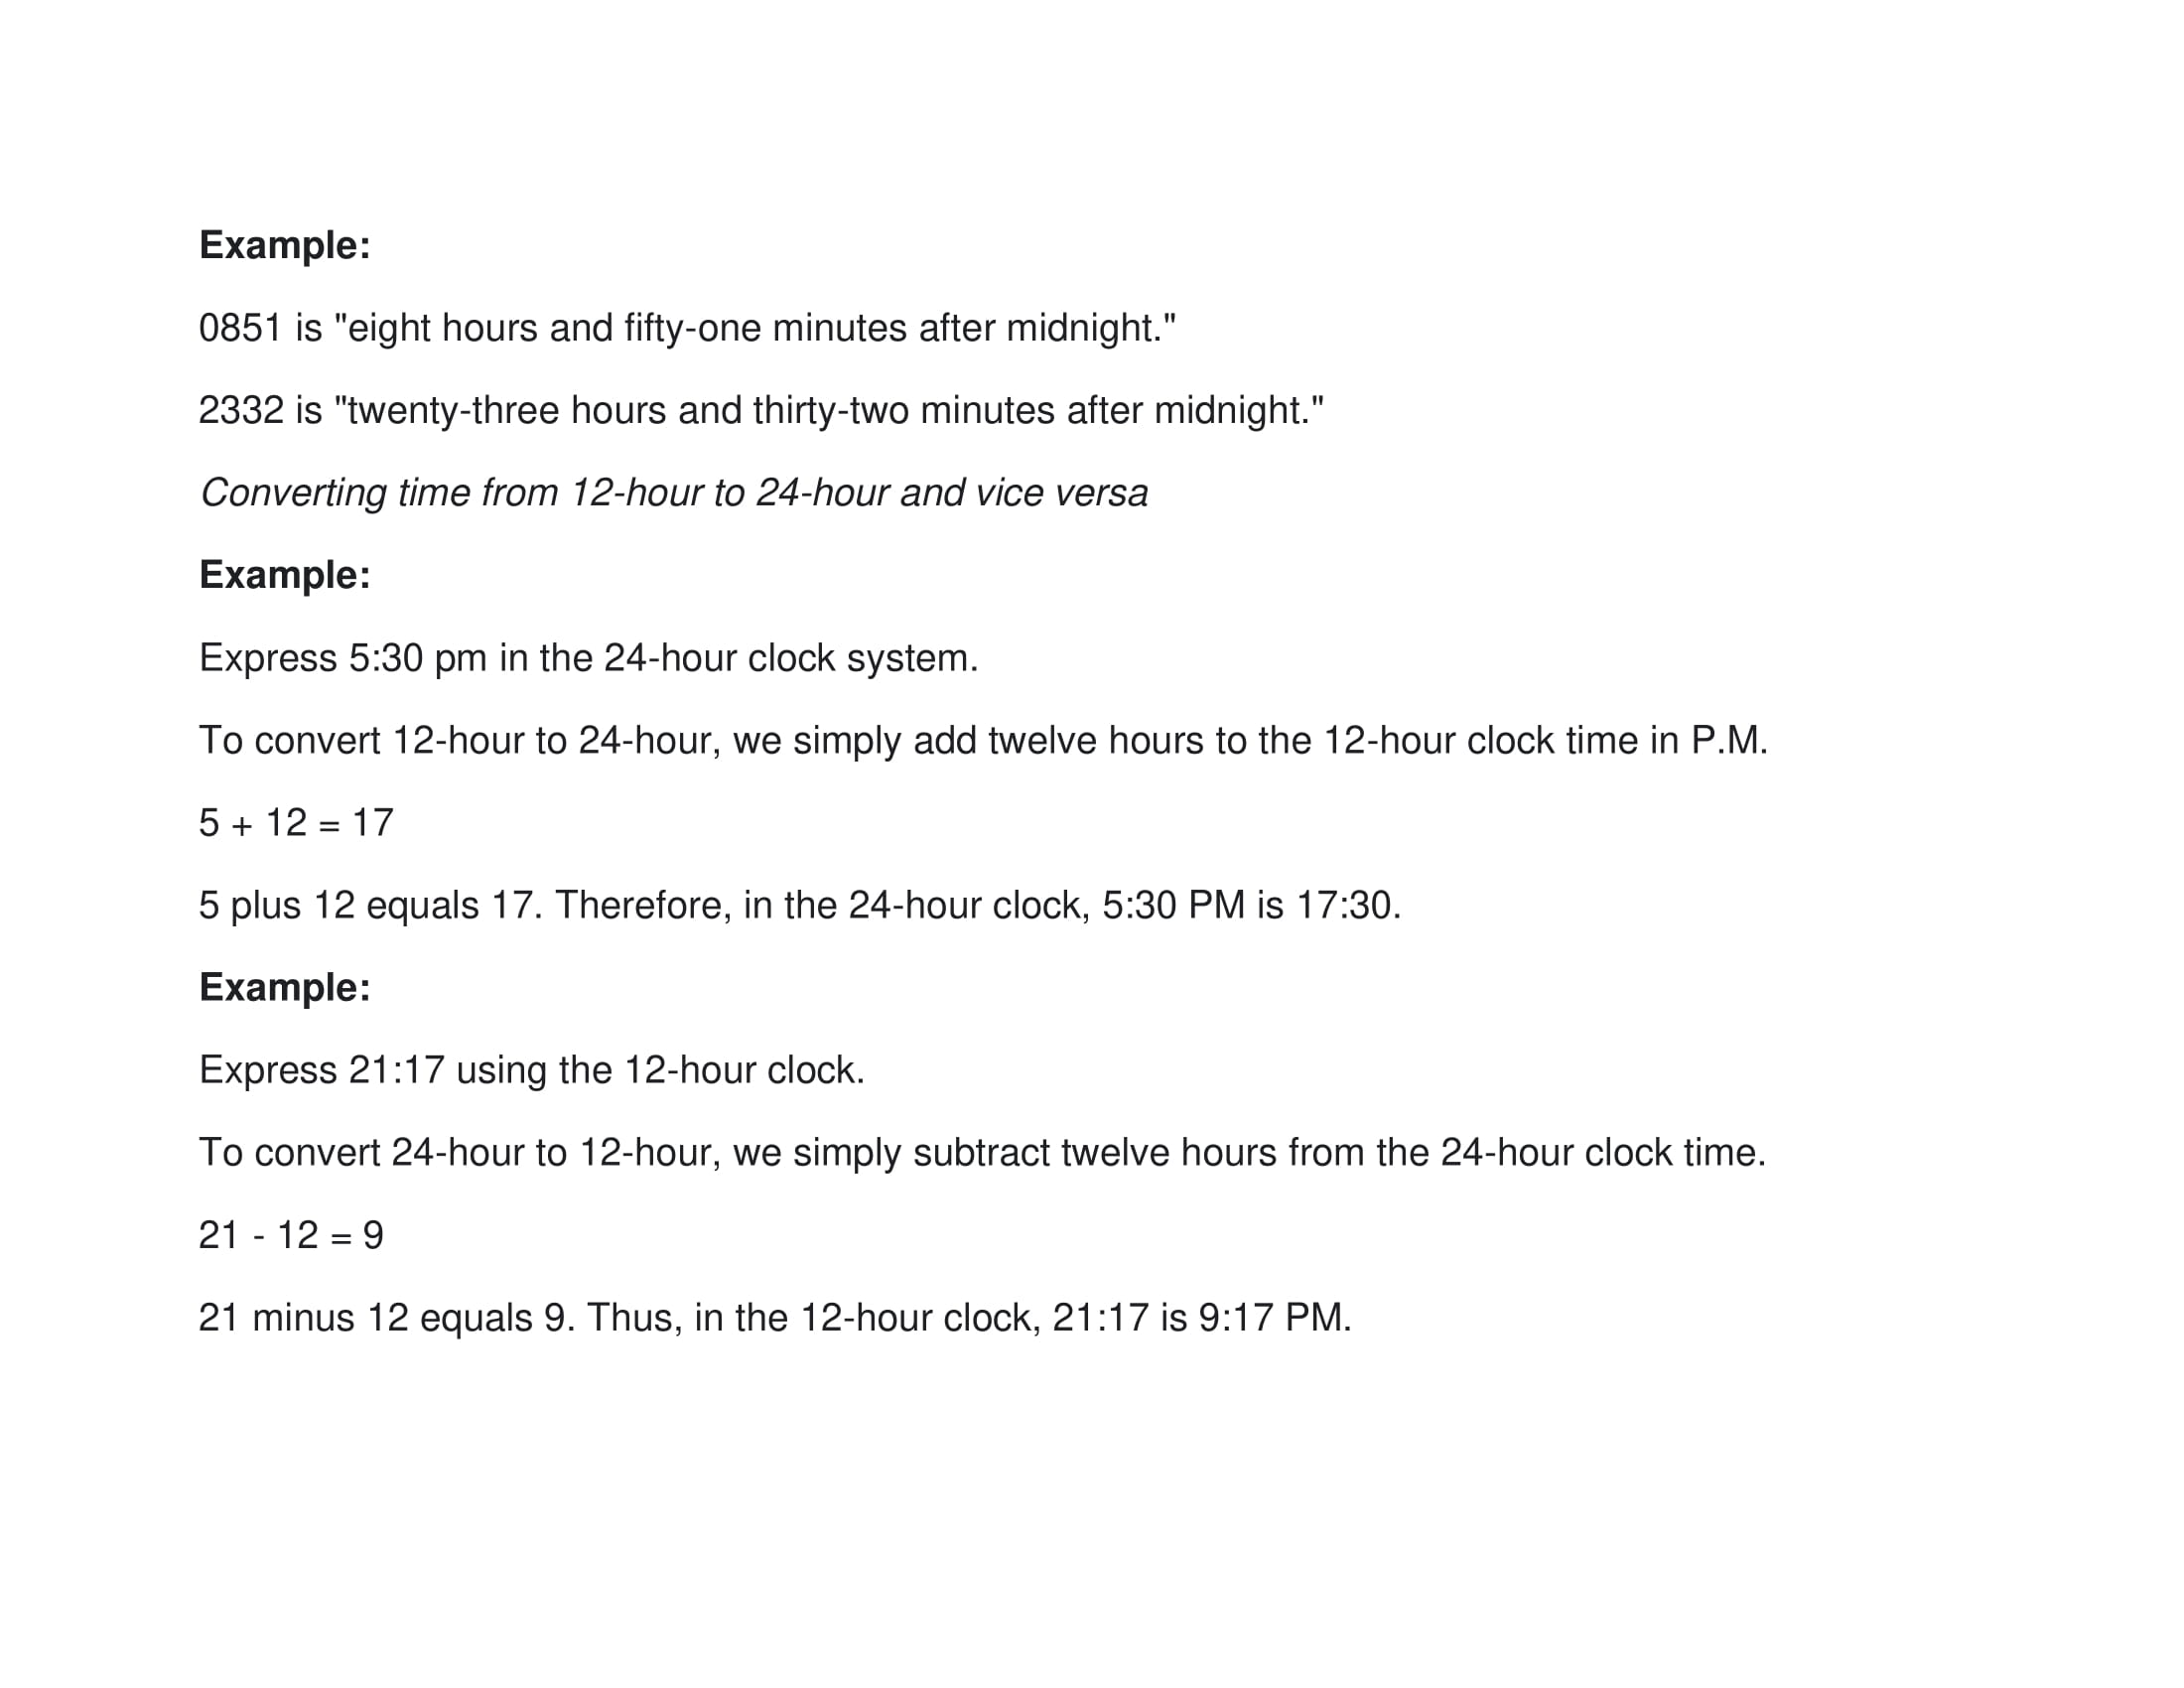 Example:
0851 is "eight hours and fifty-one minutes after midnight."
2332 is "twenty-three hours and thirty-two minutes after midnight."
Converting time from 12-hour to 24-hour and vice versa
Example:
Express 5:30 pm in the 24-hour clock system.
To convert 12-hour to 24-hour, we simply add twelve hours to the 12-hour clock time in P.M.
5 + 12 = 17
5 plus 12 equals 17. Therefore, in the 24-hour clock, 5:30 PM is 17:30.
Example:
Express 21:17 using the 12-hour clock.
To convert 24-hour to 12-hour, we simply subtract twelve hours from the 24-hour clock time.
21 - 12 = 9
21 minus 12 equals 9. Thus, in the 12-hour clock, 21:17 is 9:17 PM.